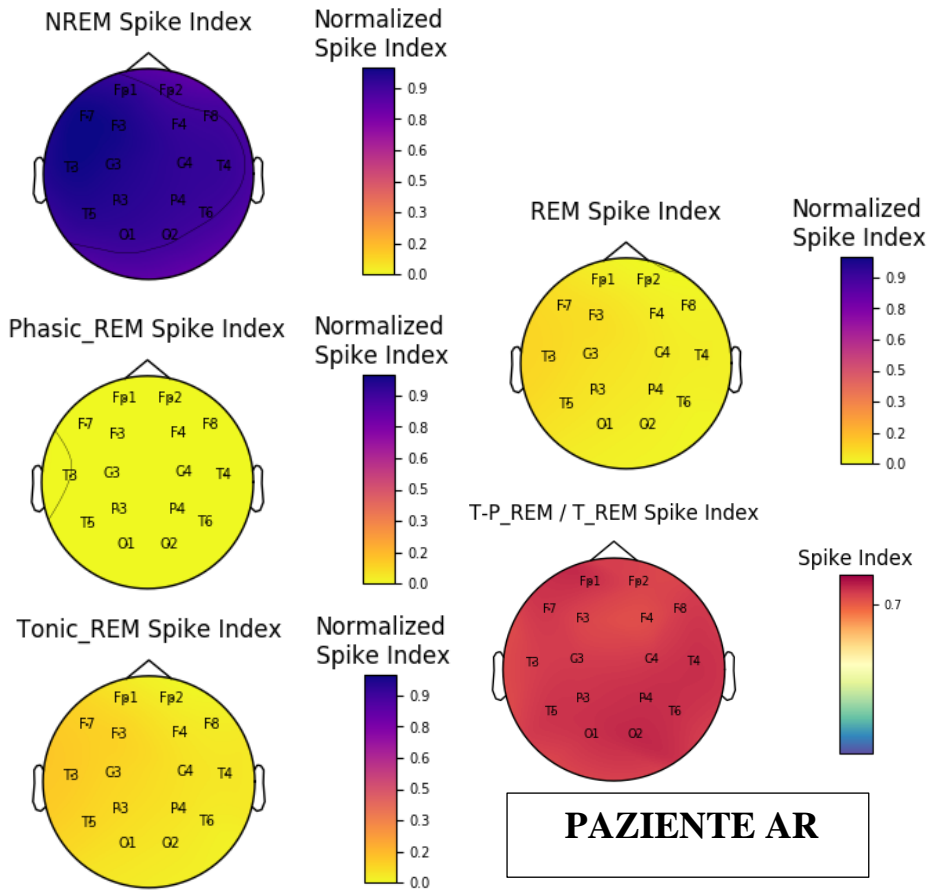 NREM Spike Index
Normalized
Spike Index
Fp1 Fp2
F7 F8
F3 F4
T3 C3 C4 T4
P3 P4
T5 T6
O1 O2
0.9
0.8
0.6
0.5
0.3
0.2
0.0
Phasic_REM Spike Index
Normalized
Spike Index
Fp1 Fp2
F7 F8
F3 F4
T3 C3 C4 T4
P3 P4
T5 T6
O1 O2
0.9
0.8
0.6
0.5
0.3
0.2
0.0
Tonic_REM Spike Index
Normalized
Spike Index
Fp1 Fp2
F7 F8
F3 F4
T3 C3 C4 T4
P3 P4
T5 T6
O1 O2
0.9
0.8
0.6
0.5
0.3
0.2
0.0
REM Spike Index
Normalized
Spike Index
Fp1 Fp2
F7 F8
F3 F4
T3 C3 C4 T4
P3 P4
T5 T6
O1 O2
0.9
0.8
0.6
0.5
0.3
0.2
0.0
T-P_REM / T_REM Spike Index
Spike Index
Fp1 Fp2
F7 F8
F3 F4
T3 C3 C4 T4
P3 P4
T5 T6
O1 O2
0.7
PAZIENTE AR